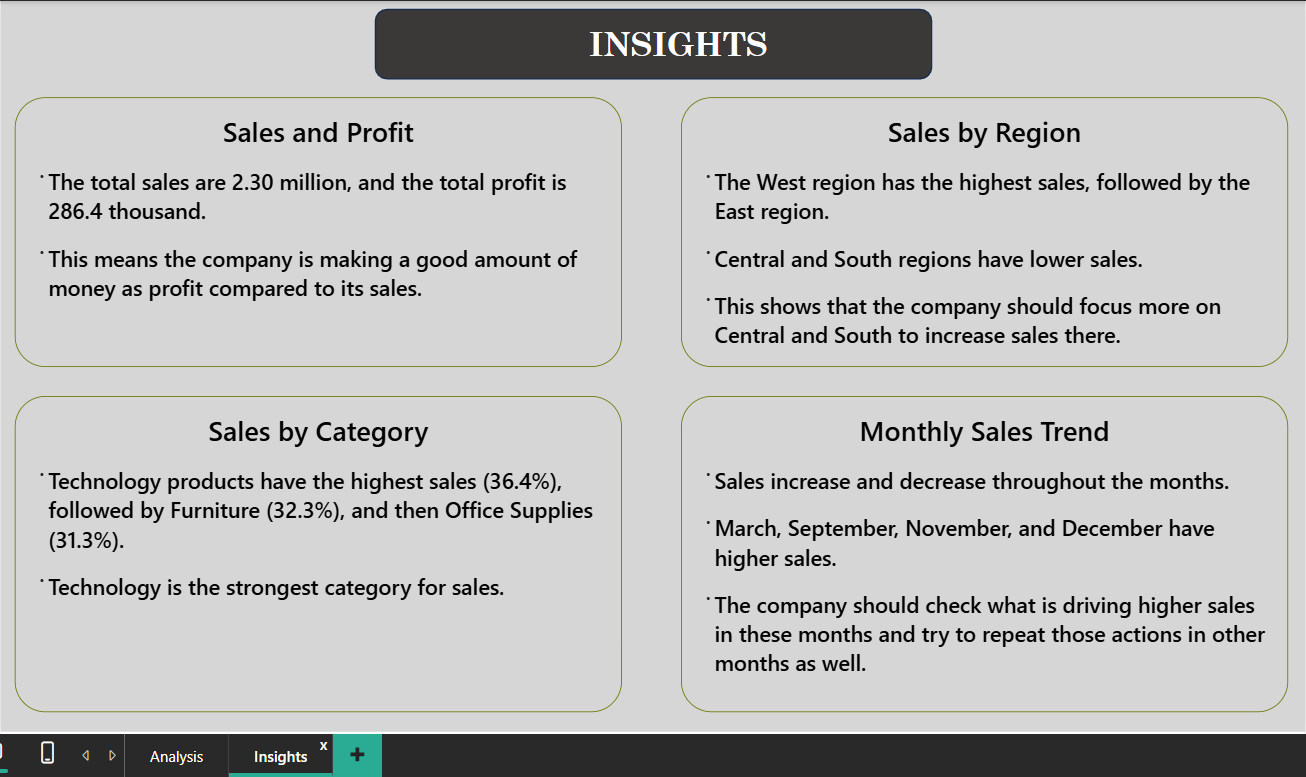 INSIGHTS
Sales and Profit
· The total sales are 2.30 million, and the total profit is
286.4 thousand.
· This means the company is making a good amount of
money as profit compared to its sales.
Sales by Region
· The West region has the highest sales, followed by the
East region.
· Central and South regions have lower sales.
· This shows that the company should focus more on
Central and South to increase sales there.
Sales by Category
· Technology products have the highest sales (36.4%),
followed by Furniture (32.3%), and then Office Supplies
(31.3%).
· Technology is the strongest category for sales.
Monthly Sales Trend
· Sales increase and decrease throughout the months.
· March, September, November, and December have
higher sales.
· The company should check what is driving higher sales
in these months and try to repeat those actions in other
months as well.
Analysis
Insights
x
+